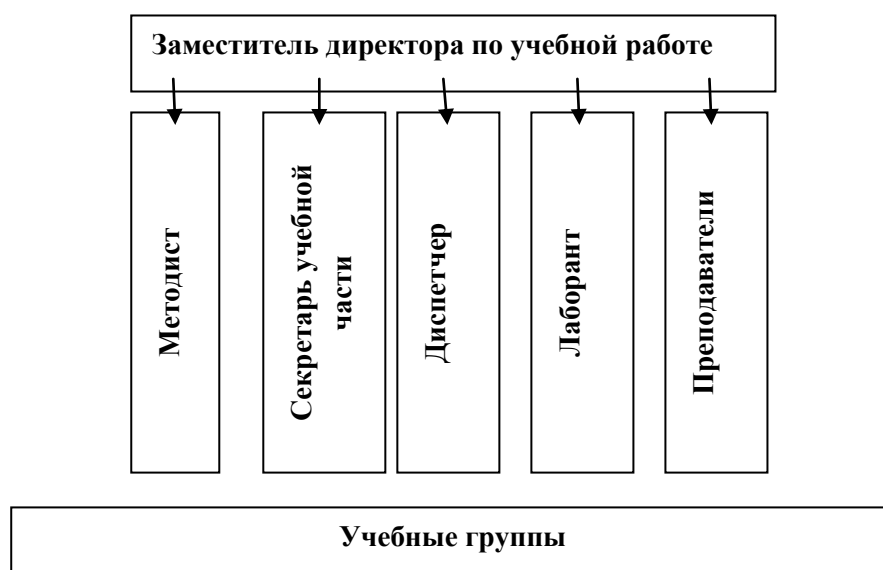 Заместитель директора по учебной работе
Методист
Секретарь учебной
части
Диспетчер
Лаборант
Преподаватели
Учебные группы